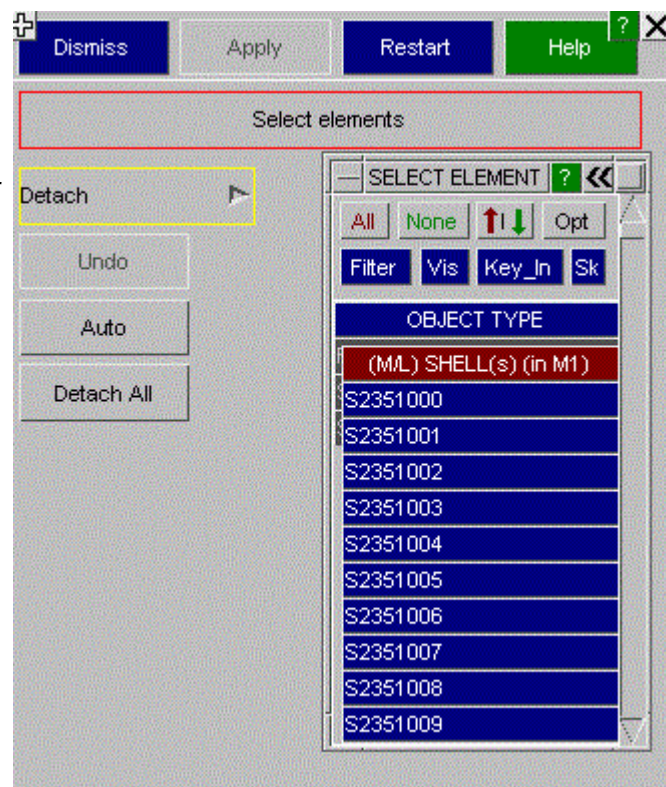 Dismiss Apply Restart Help ? X
Select elements
Detach
SELECT ELEMENT ?
All None Opt
Undo
Filter Vis Key_In Sk
Auto
OBJECT TYPE
(M/L) SHELL(s) (in M1)
Detach All
S2351000
S2351001
S2351002
S2351003
S2351004
S2351005
S2351006
S2351007
S2351008
S2351009